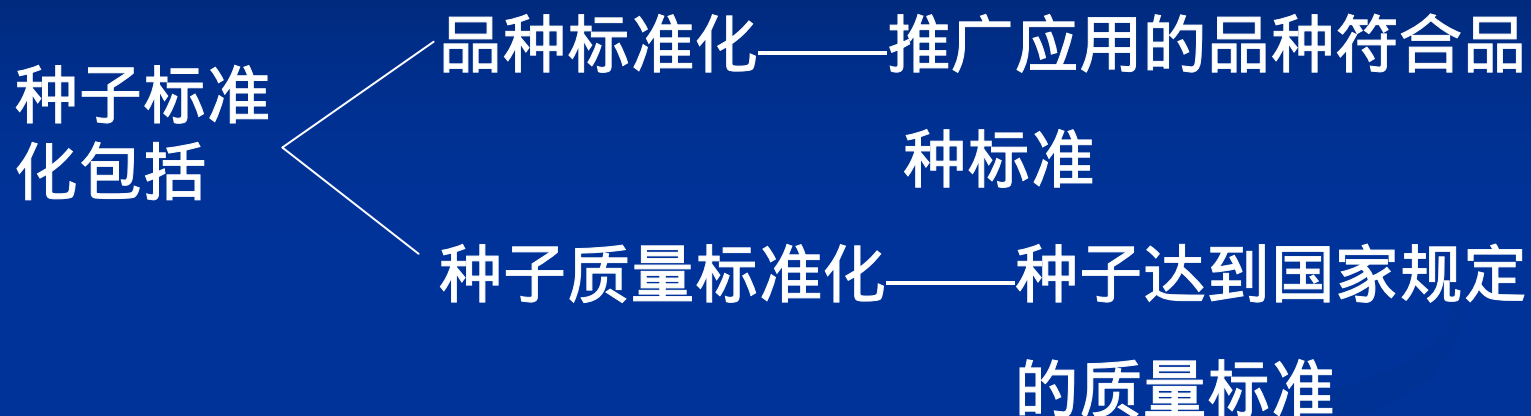 种子标准
化包括
品种标准化——推广应用的品种符合品
种标准
种子质量标准化——种子达到国家规定
的质量标准